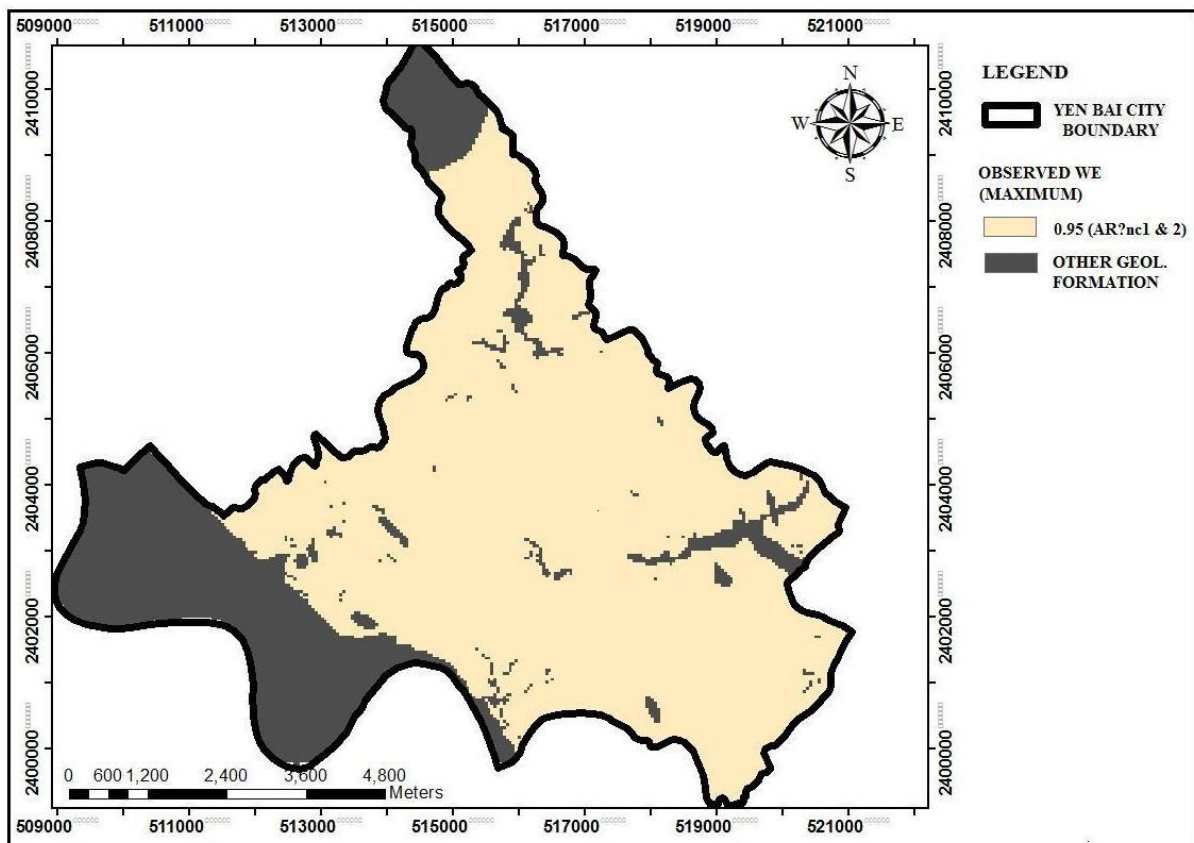 509000 511000 513000 515000 517000 519000 521000
2410000 2410000
2408000 2408000
2406000 2406000
2404000 2404000
2402000 2402000
2400000 2400000
N
W E
S
LEGEND
YEN BAI CITY
BOUNDARY
OBSERVED WE
(MAXIMUM)
0.95 (AR?nc1 & 2)
OTHER GEOL.
FORMATION
0 600 1,200 2,400 3,600 4,800
Meters
509000 511000 513000 515000 517000 519000 521000